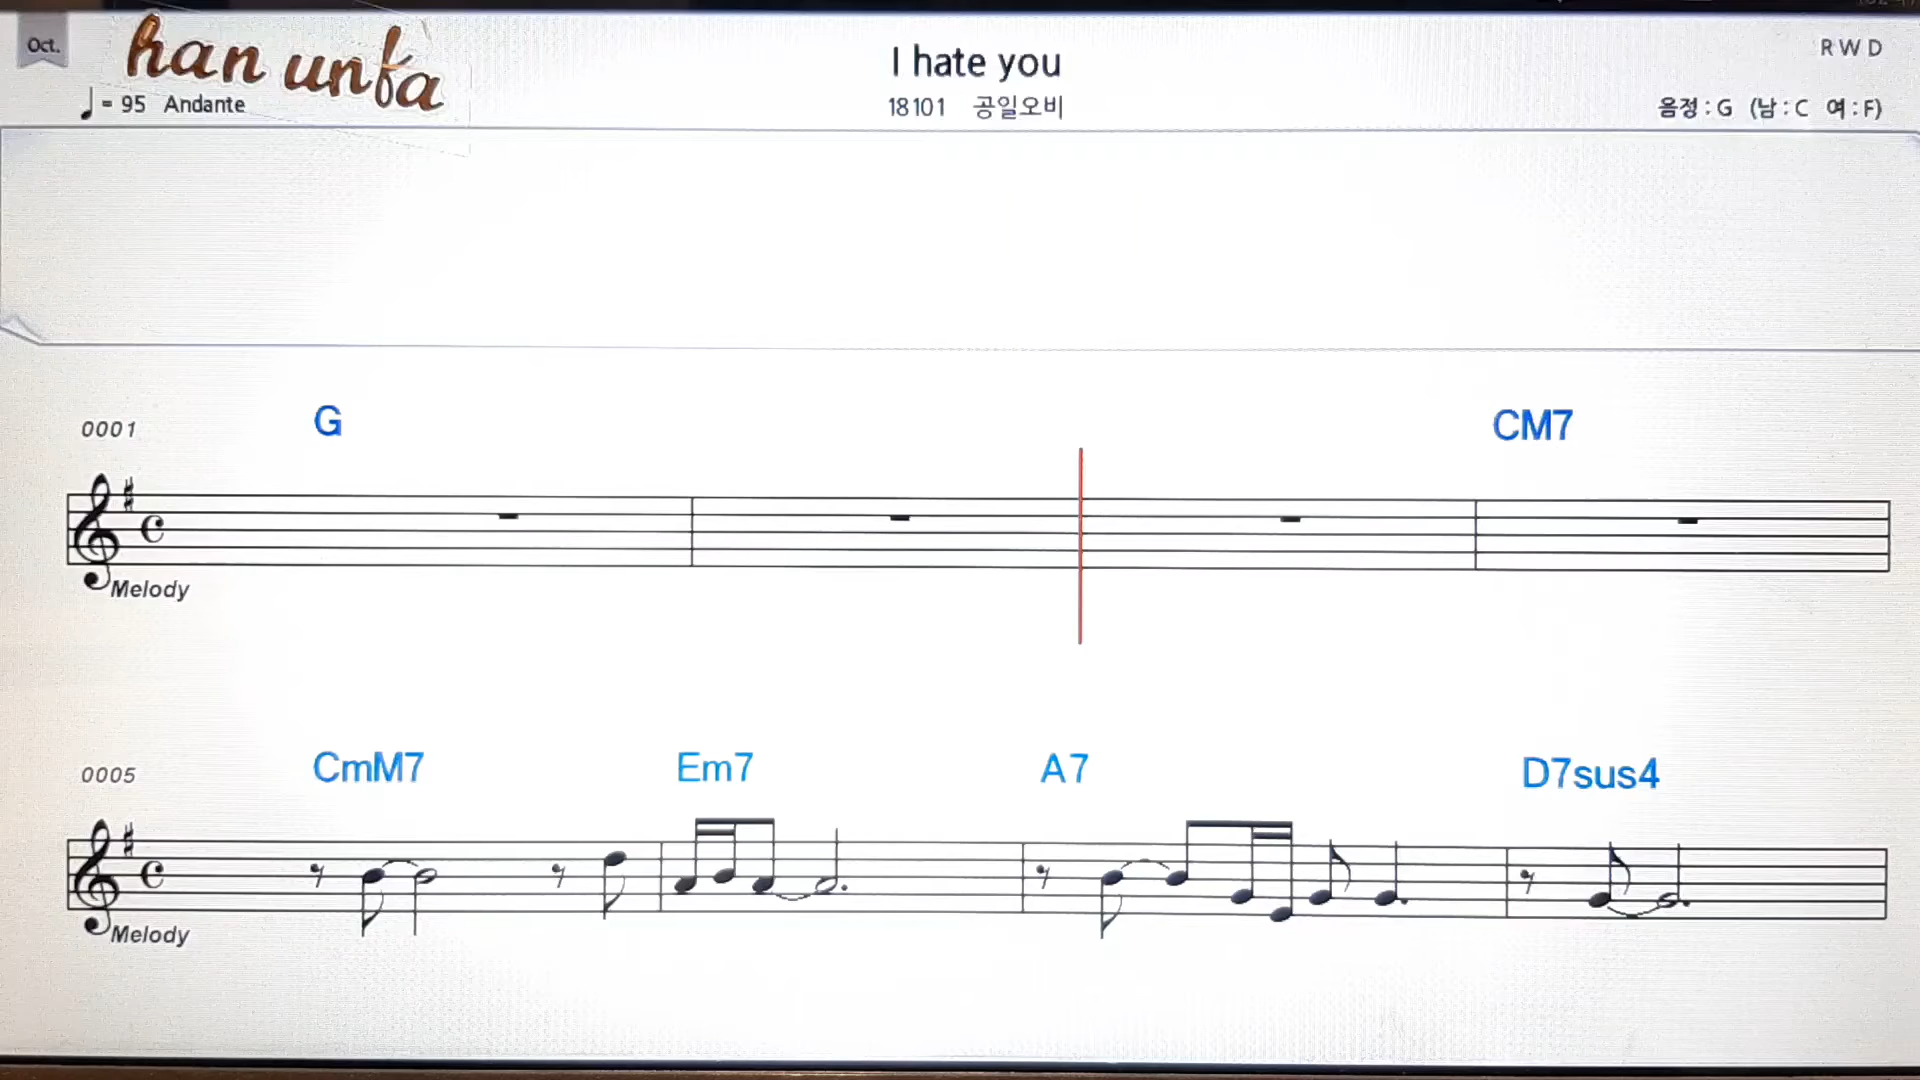 Oct.
han unfa
I hate you
R W D
♩ = 95 Andante
18101 공일오비
음정 : G (남 : C 여 : F)
0001
G
CM7
Melody
0005
CmM7
Em7
A7
D7sus4
Melody